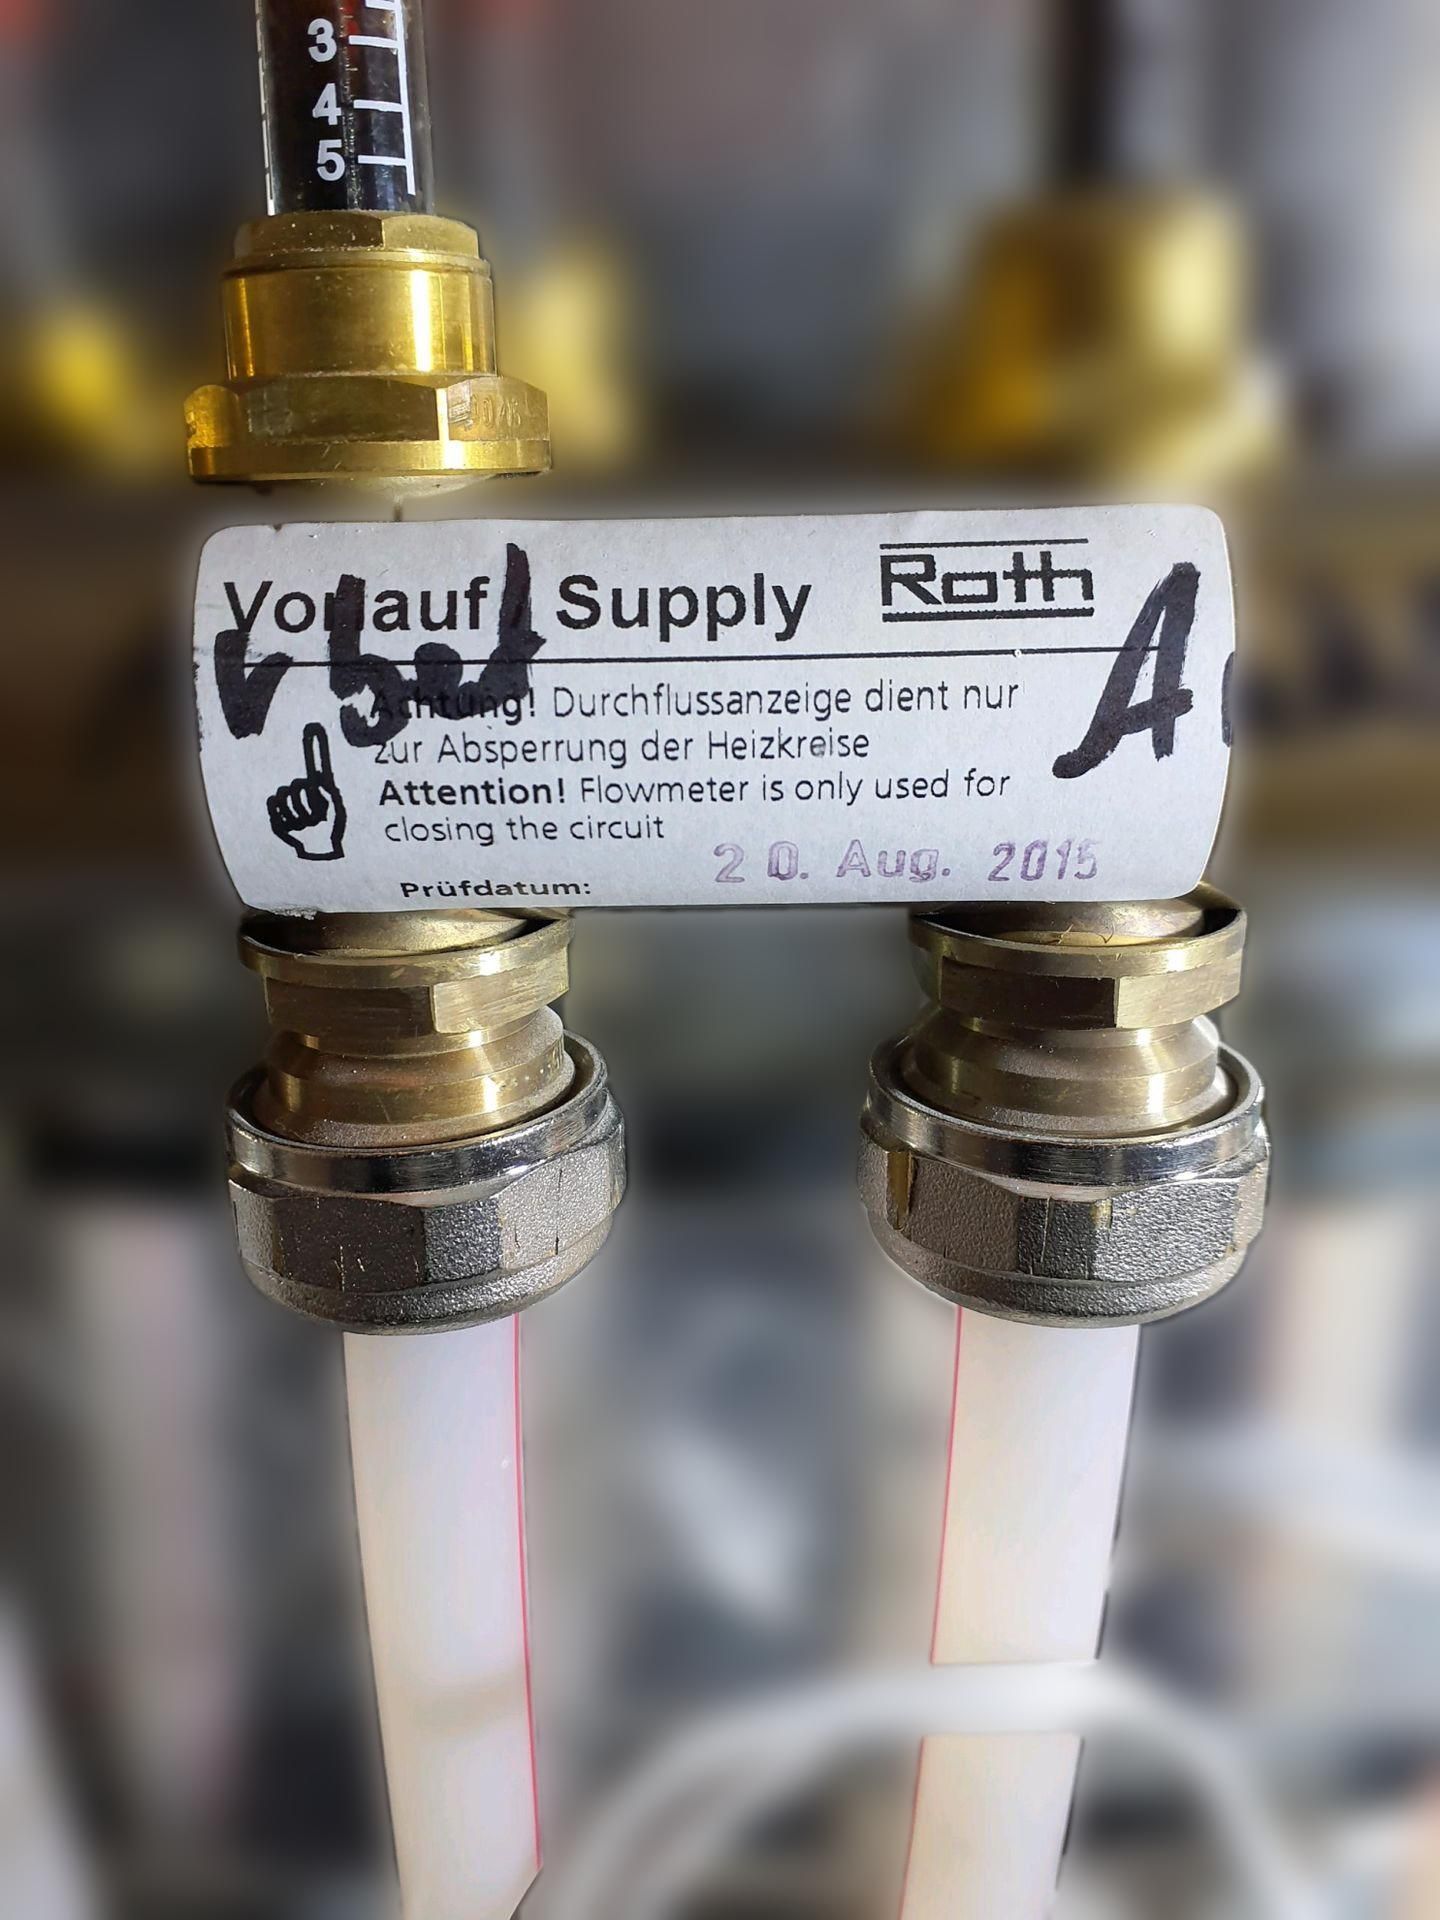 3
4
5
Vorlauf / Supply Roth
Achtung! Durchflussanzeige dient nur
zur Absperrung der Heizkreise
Attention! Flowmeter is only used for
closing the circuit
Prüfdatum: 20. Aug. 2015